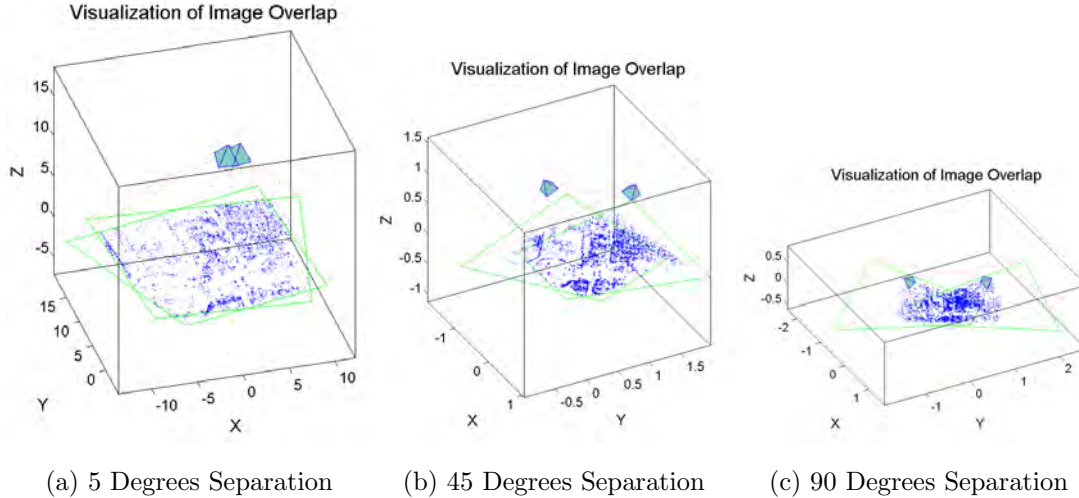 Visualization of Image Overlap
15
10
5
0
-5
Z
15
10
5
0
Y
-10
-5
0
5
10
X
Visualization of Image Overlap
1.5
1
0.5
0
-0.5
-1
Z
-1
0
1
X
-0.5
0
0.5
1
1.5
Y
Visualization of Image Overlap
0.5
0
-0.5
Z
-2
-1
0
1
X
-1
0
1
2
Y
(a) 5 Degrees Separation
(b) 45 Degrees Separation
(c) 90 Degrees Separation